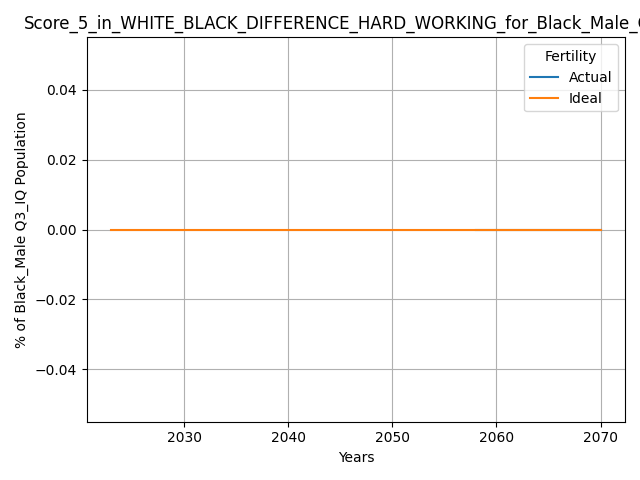 Score_5_in_WHITE_BLACK_DIFFERENCE_HARD_WORKING_for_Black_Male_
Fertility
Actual
Ideal
0.04
0.02
0.00
−0.02
−0.04
% of Black_Male Q3_IQ Population
2030 2040 2050 2060 2070
Years